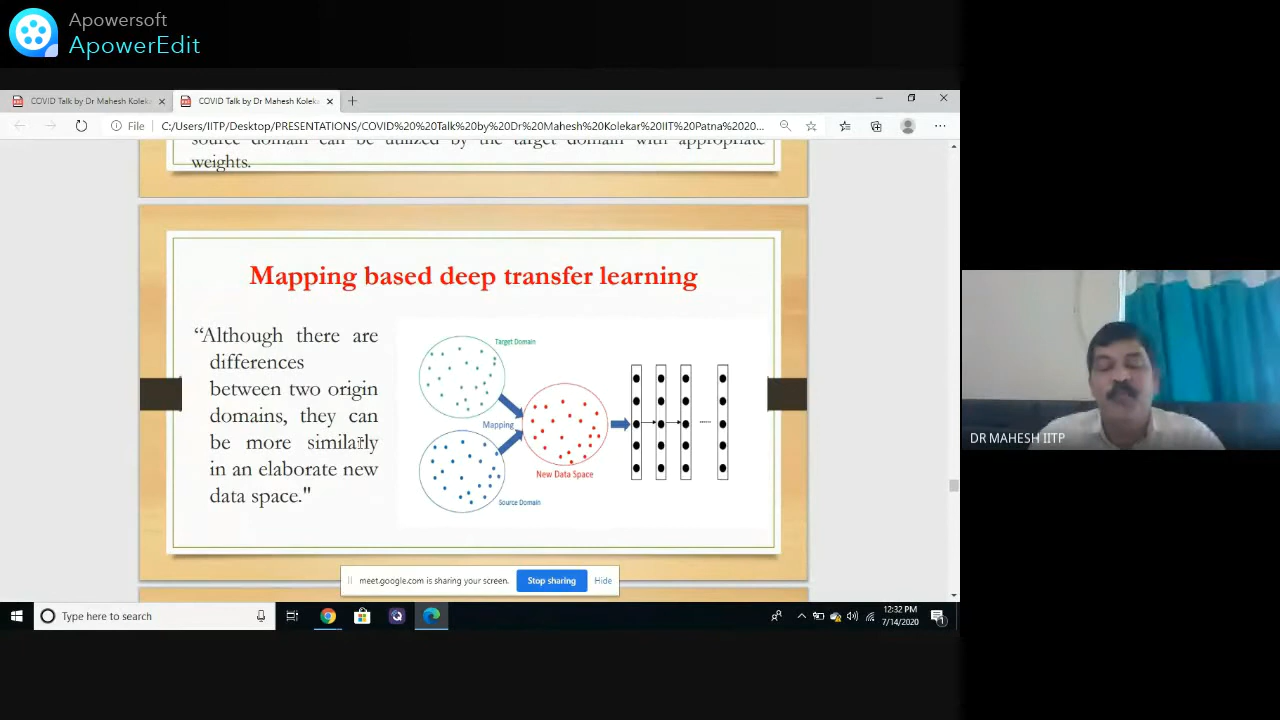 Apowersoft
ApowerEdit
COVID Talk by Dr Mahesh Koleka
COVID Talk by Dr Mahesh Koleka
File
C:/Users/IITP/Desktop/PRESENTATIONS/COVID%20%20Talk%20by%20Dr%20Mahesh%20Kolekar%20IIT%20Patna%2020...
source domain can be utilized by the target domain with appropriate
weights.
Mapping based deep transfer learning
“Although there are
differences
between two origin
domains, they can
be more similarly
in an elaborate new
data space."
Target Domain
Mapping
New Data Space
Source Domain
DR MAHESH IITP
meet.google.com is sharing your screen.
Stop sharing
Hide
Type here to search
12:32 PM
7/14/2020
1